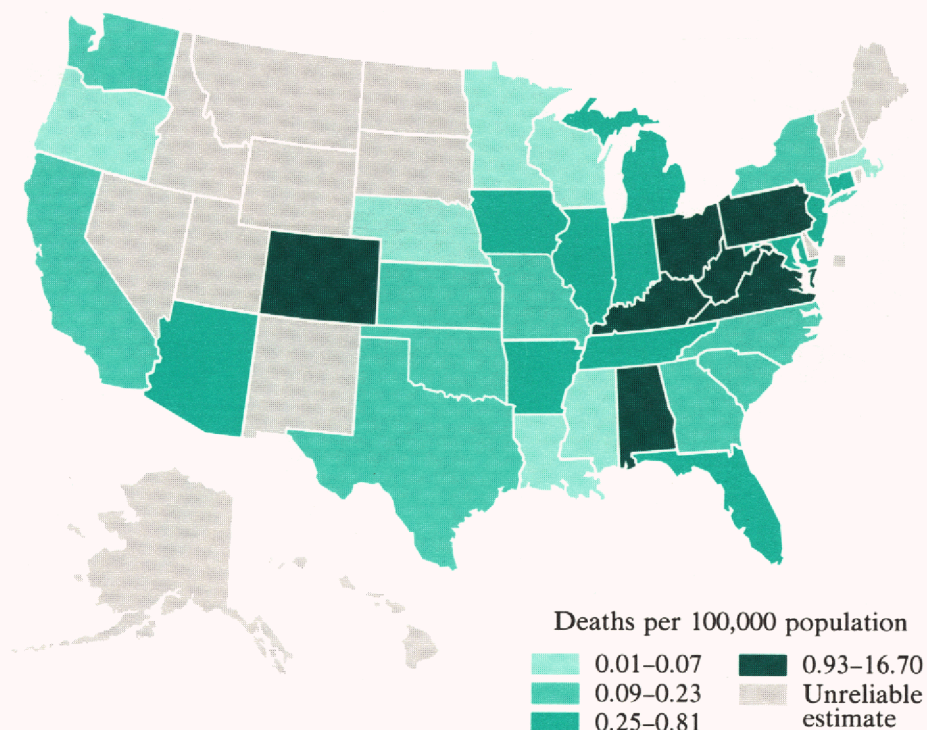 Deaths per 100,000 population
0.01–0.07
0.09–0.23
0.25–0.81
0.93–16.70
Unreliable
estimate